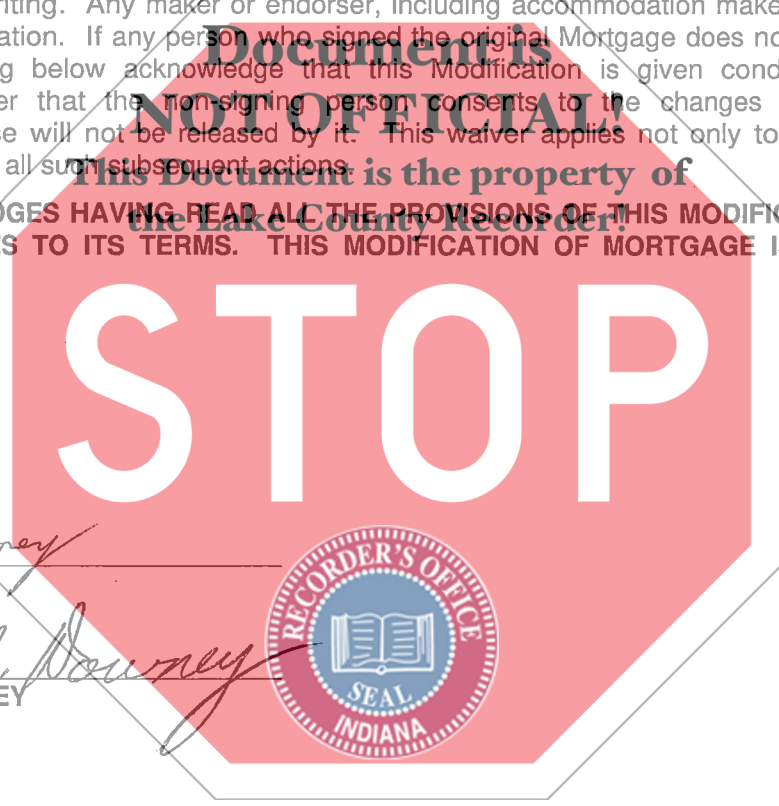 riting. Any maker or endorser, including accommodation make
ation. If any person who signed the original Mortgage does no
g below acknowledge that this Modification is given cond
er that the non-signing person consents to the changes
se will not be released by it. This waiver applies not only to
all such subsequent actions.
Document is
NOT OFFICIAL!
This Document is the property of
the Lake County Recorder!
DGES HAVING READ ALL THE PROVISIONS OF THIS MODIFI
S TO ITS TERMS. THIS MODIFICATION OF MORTGAGE I
STOP
ney
Downey
EY
RECORDER'S OFFICE
SEAL
INDIANA